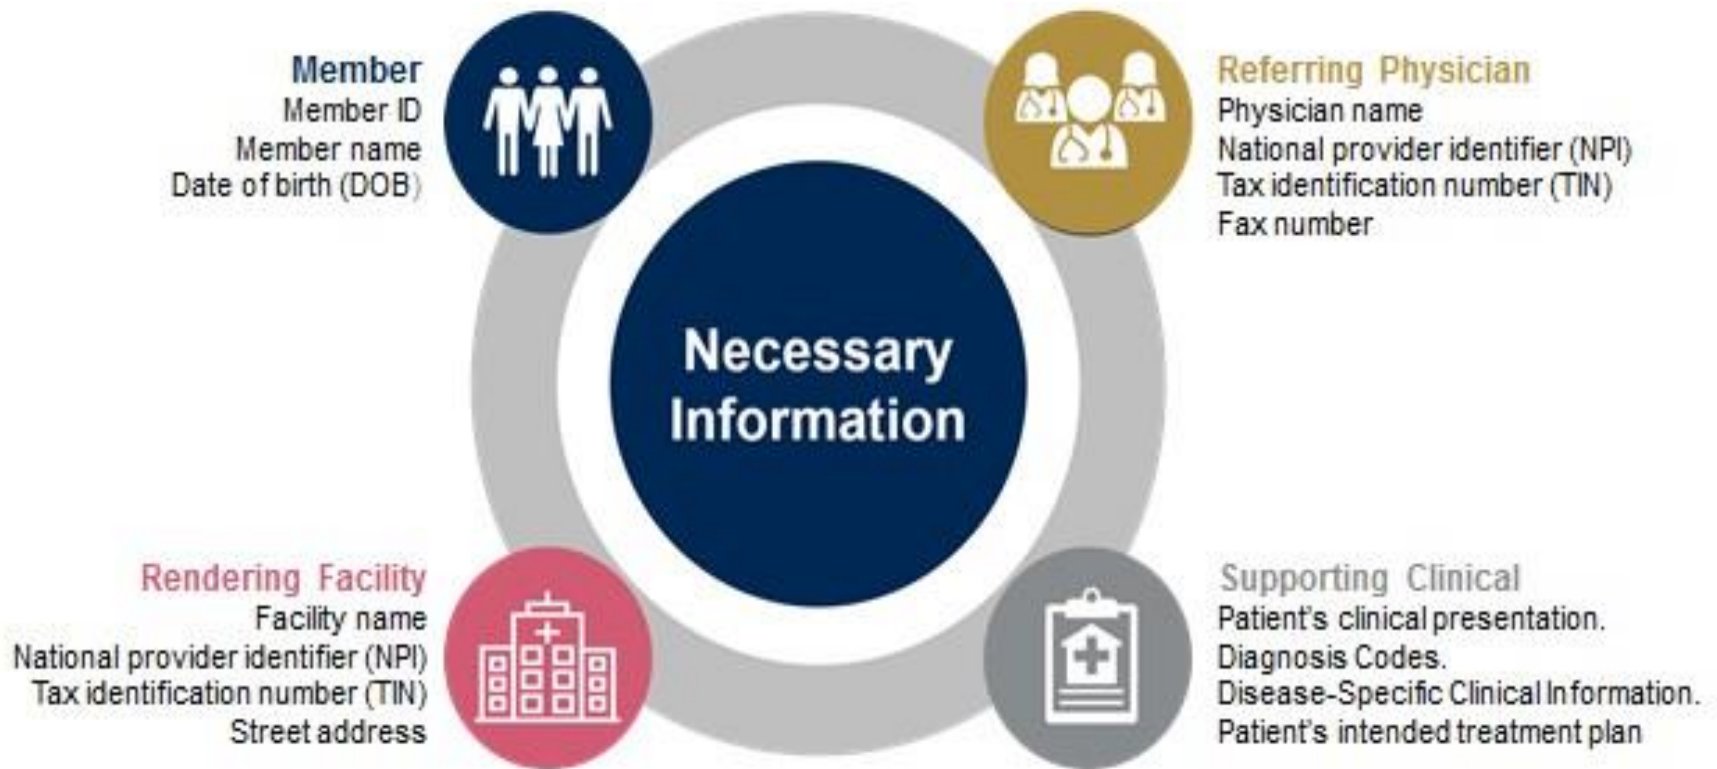 Member
Member ID
Member name
Date of birth (DOB)
Referring Physician
Physician name
National provider identifier (NPI)
Tax identification number (TIN)
Fax number
Necessary
Information
Rendering Facility
Facility name
National provider identifier (NPI)
Tax identification number (TIN)
Street address
Supporting Clinical
Patient's clinical presentation.
Diagnosis Codes.
Disease-Specific Clinical Information.
Patient's intended treatment plan